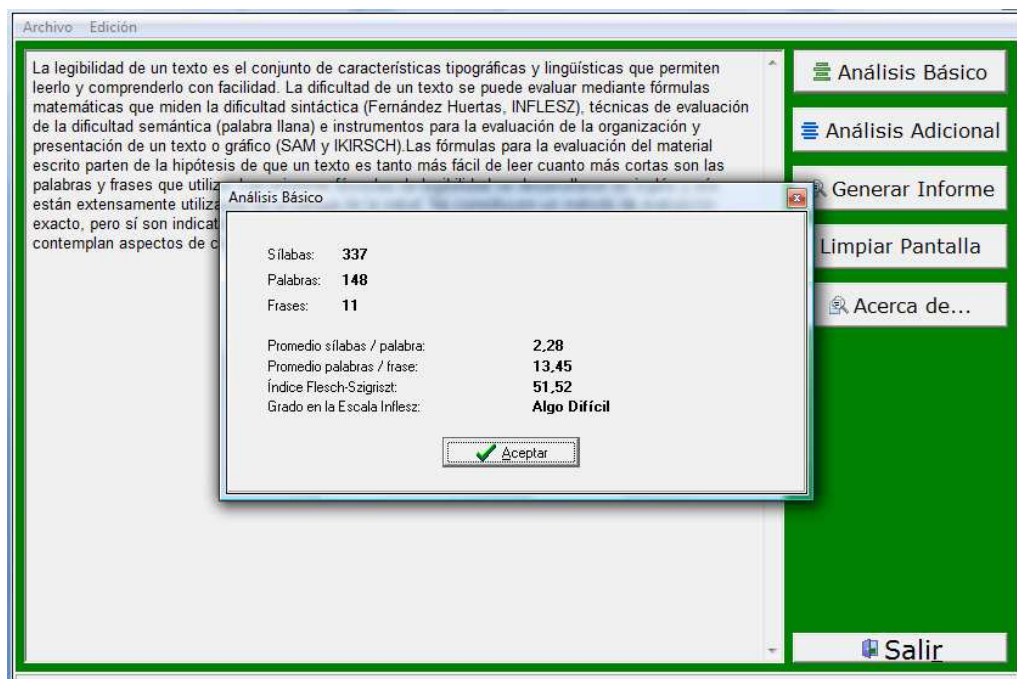 Archivo Edición
La legibilidad de un texto es el conjunto de características tipográficas y lingüísticas que permiten
leerlo y comprenderlo con facilidad. La dificultad de un texto se puede evaluar mediante fórmulas
matemáticas que miden la dificultad sintáctica (Fernández Huertas, INFLESZ), técnicas de evaluación
de la dificultad semántica (palabra llana) e instrumentos para la evaluación de la organización y
presentación de un texto o gráfico (SAM y IKIRSCH).Las fórmulas para la evaluación del material
escrito parten de la hipótesis de que un texto es tanto más fácil de leer cuanto más cortas son las
palabras y frases que utiliz
están extensamente utiliza
exacto, pero sí son indicat
contemplan aspectos de c
Análisis Básico
Sílabas: 337
Palabras: 148
Frases: 11
Promedio sílabas / palabra: 2,28
Promedio palabras / frase: 13,45
Índice Flesch-Szigriszt: 51,52
Grado en la Escala Inflesz: Algo Difícil
Aceptar
Análisis Básico
Análisis Adicional
Generar Informe
Limpiar Pantalla
Acerca de...
Salir